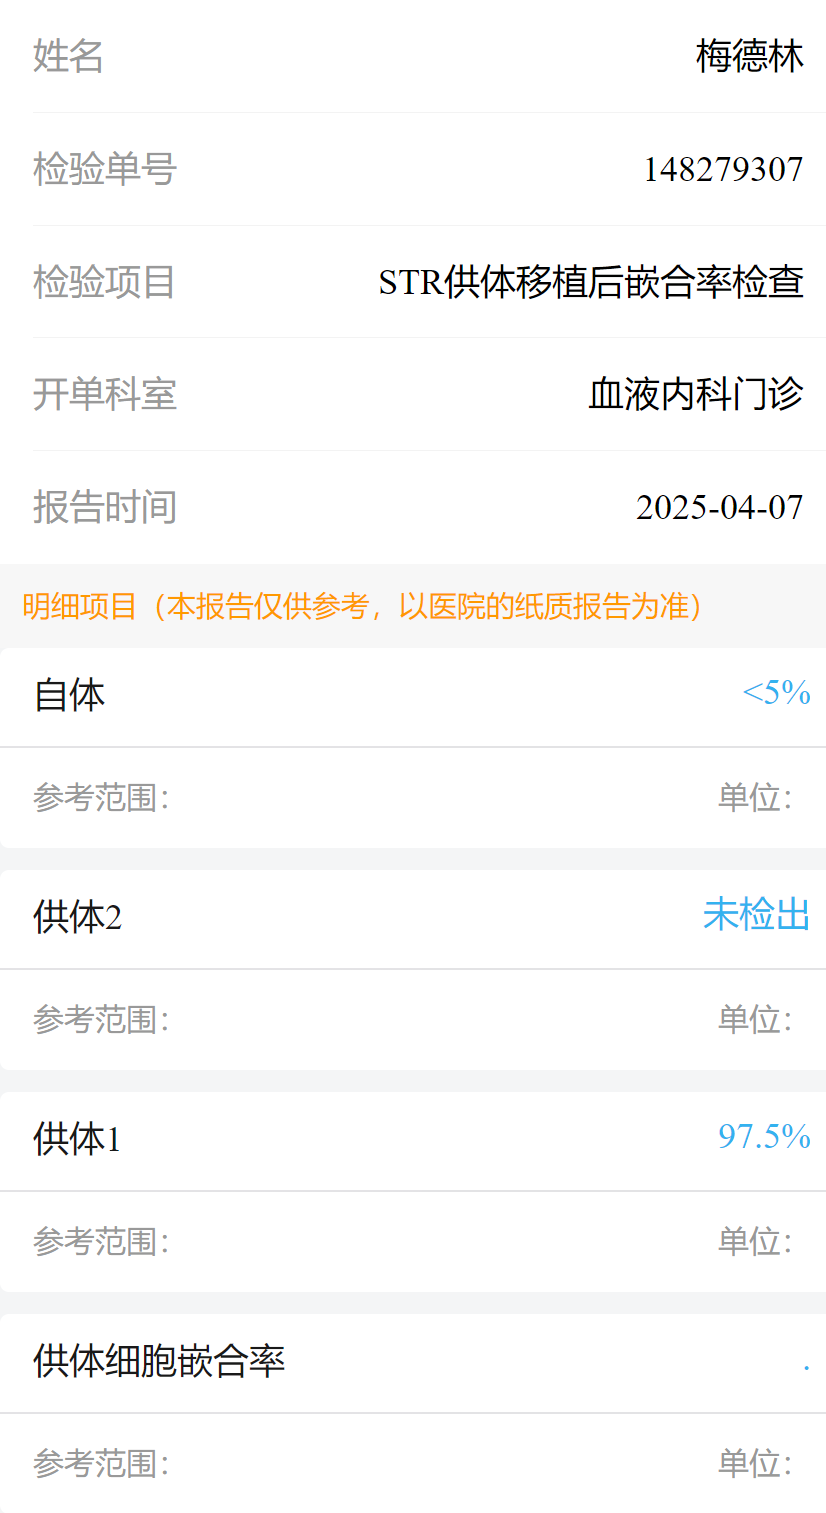 姓名 梅德林
检验单号 148279307
检验项目 STR供体移植后嵌合率检查
开单科室 血液内科门诊
报告时间 2025-04-07
明细项目（本报告仅供参考，以医院的纸质报告为准）
自体 <5%
参考范围： 单位：
供体2 未检出
参考范围： 单位：
供体1 97.5%
参考范围： 单位：
供体细胞嵌合率 .
参考范围： 单位：